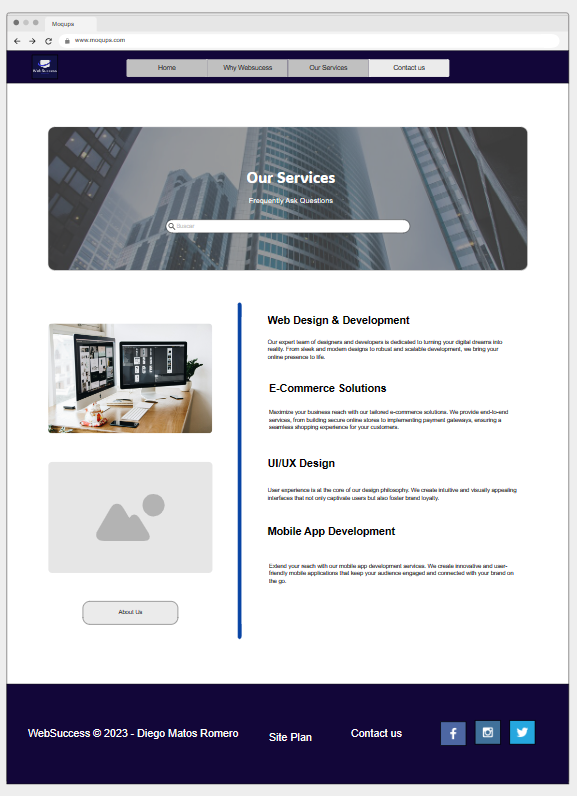 Moqups
www.moqups.com
WebSuccess
Home
Why Websucess
Our Services
Contact us
Our Services
Frequently Ask Questions
Buscar
Web Design & Development
Our expert team of designers and developers is dedicated to turning your digital dreams into
reality. From sleek and modern designs to robust and scalable development, we bring your
online presence to life.
E-Commerce Solutions
Maximize your business reach with our tailored e-commerce solutions. We provide end-to-end
services, from building secure online stores to implementing payment gateways, ensuring a
seamless shopping experience for your customers.
UI/UX Design
User experience is at the core of our design philosophy. We create intuitive and visually appealing
interfaces that not only captivate users but also foster brand loyalty.
Mobile App Development
Extend your reach with our mobile app development services. We create innovative and user-
friendly mobile applications that keep your audience engaged and connected with your brand on
the go.
About Us
WebSuccess © 2023 - Diego Matos Romero
Site Plan
Contact us